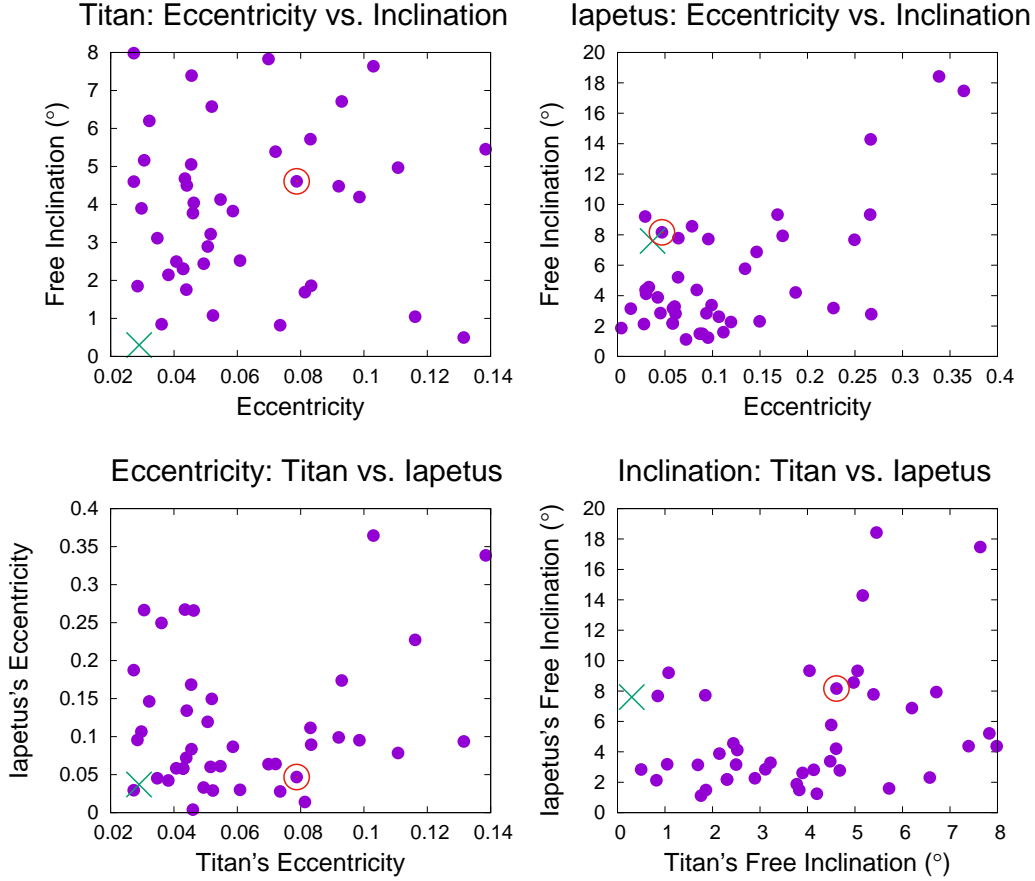 Titan: Eccentricity vs. Inclination
8
7
6
5
4
3
2
1
0
Free Inclination (°)
0.02 0.04 0.06 0.08 0.1 0.12 0.14
Eccentricity
Iapetus: Eccentricity vs. Inclination
20
18
16
14
12
10
8
6
4
2
0
Free Inclination (°)
0 0.05 0.1 0.15 0.2 0.25 0.3 0.35 0.4
Eccentricity
Eccentricity: Titan vs. Iapetus
0.4
0.35
0.3
0.25
0.2
0.15
0.1
0.05
0
Iapetus's Eccentricity
0.02 0.04 0.06 0.08 0.1 0.12 0.14
Titan's Eccentricity
Inclination: Titan vs. Iapetus
20
18
16
14
12
10
8
6
4
2
0
Iapetus's Free Inclination (°)
0 1 2 3 4 5 6 7 8
Titan's Free Inclination (°)